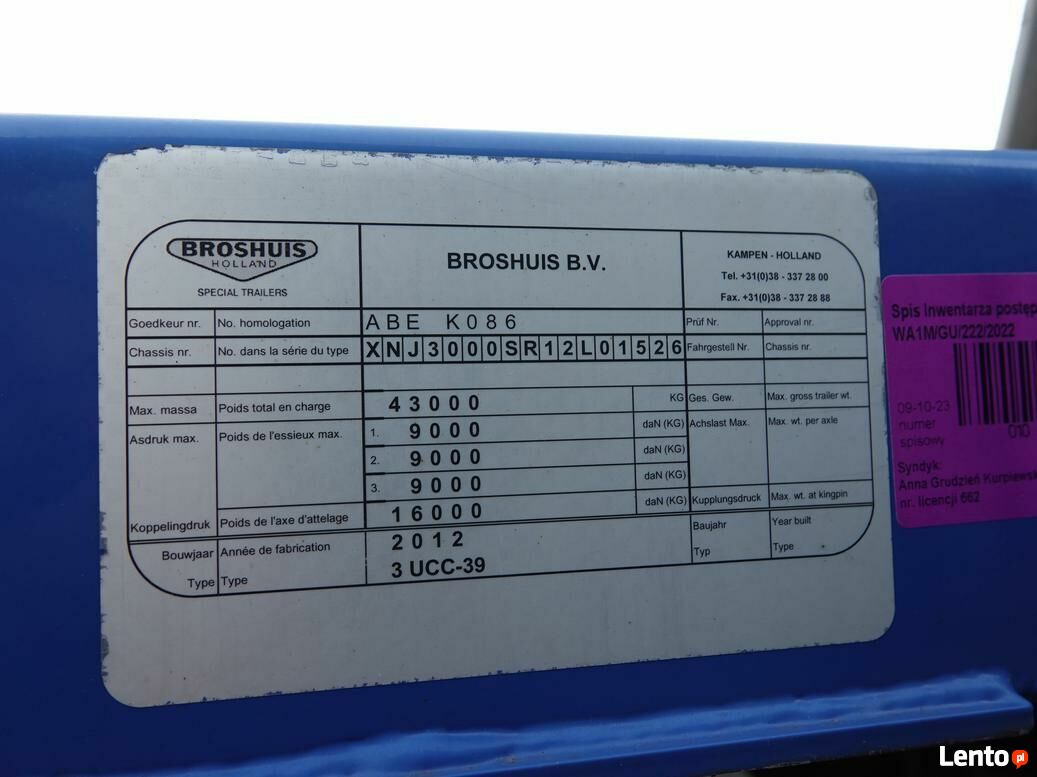 BROSHUIS
HOLLAND
SPECIAL TRAILERS
BROSHUIS B.V.
KAMPEN - HOLLAND
Tel. +31(0)38 - 337 28 00
Fax. +31(0)38 - 337 28 88
Goedkeur nr. No. homologation ABE K086 Prüf Nr. Approval nr.
Chassis nr. No. dans la série du type XNJ3000SR12L01526 Fahrgestell Nr. Chassis nr.
Max. massa Poids total en charge 43000 KG Ges. Gew. Max. gross trailer wt.
Asdruk max. Poids de l'essieux max. 1. 9000 daN (KG) Achslast Max. Max. wt. per axle
2. 9000 daN (KG)
3. 9000 daN (KG)
Koppelingdruk Poids de l'axe d'attelage 16000 daN (KG) Kupplungsdruck Max. wt. at kingpin
Bouwjaar Année de fabrication 2012 Baujahr Year built
Type Type 3 UCC-39 Typ Type
Spis Inwentarza postęp
WA1M/GU/222/2022
09-10-23
numer
spisowy
010
Syndyk:
Anna Grudzień Kurpiewsk
nr. licencji 662
Lento.pl